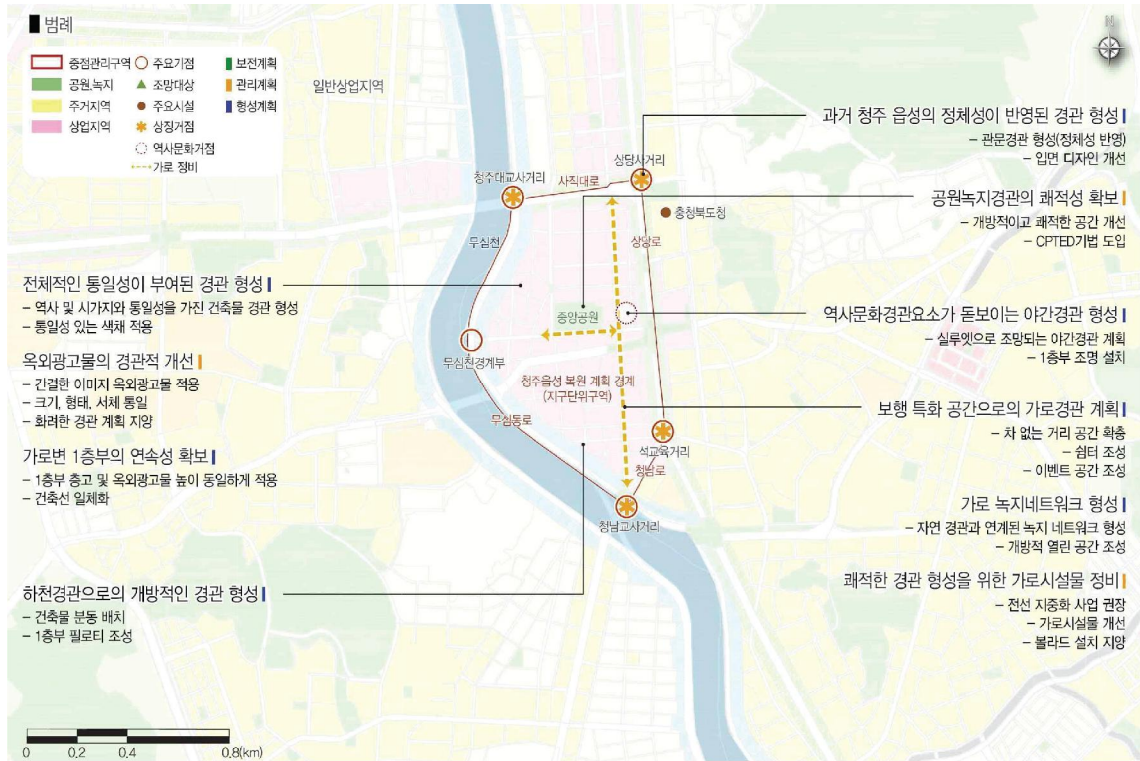 범례
중점관리구역
공원.녹지
주거지역
상업지역
주요기점
조망대상
주요시설
상징거점
역사문화거점
가로 정비
보전계획
관리계획
형성계획
일반상업지역
N
청주대교사거리
사직대로
상당사거리
충청북도청
무심천
상당로
중앙공원
무심천경계부
청주읍성 복원 계획 경계
(지구단위구역)
무심동로
석교육거리
청남로
청남교사거리
전체적인 통일성이 부여된 경관 형성
– 역사 및 시가지와 통일성을 가진 건축물 경관 형성
– 통일성 있는 색채 적용
옥외광고물의 경관적 개선
– 간결한 이미지 옥외광고물 적용
– 크기, 형태, 서체 통일
– 화려한 경관 계획 지양
가로변 1층부의 연속성 확보
– 1층부 층고 및 옥외광고물 높이 동일하게 적용
– 건축선 일체화
하천경관으로의 개방적인 경관 형성
– 건축물 분동 배치
– 1층부 필로티 조성
과거 청주 읍성의 정체성이 반영된 경관 형성
– 관문경관 형성(정체성 반영)
– 입면 디자인 개선
공원녹지경관의 쾌적성 확보
– 개방적이고 쾌적한 공간 개선
– CPTED기법 도입
역사문화경관요소가 돋보이는 야간경관 형성
– 실루엣으로 조망되는 야간경관 계획
– 1층부 조명 설치
보행 특화 공간으로의 가로경관 계획
– 차 없는 거리 공간 확충
– 쉼터 조성
– 이벤트 공간 조성
가로 녹지네트워크 형성
– 자연 경관과 연계된 녹지 네트워크 형성
– 개방적 열린 공간 조성
쾌적한 경관 형성을 위한 가로시설물 정비
– 전선 지중화 사업 권장
– 가로시설물 개선
– 볼라드 설치 지양
0 0.2 0.4 0.8(km)